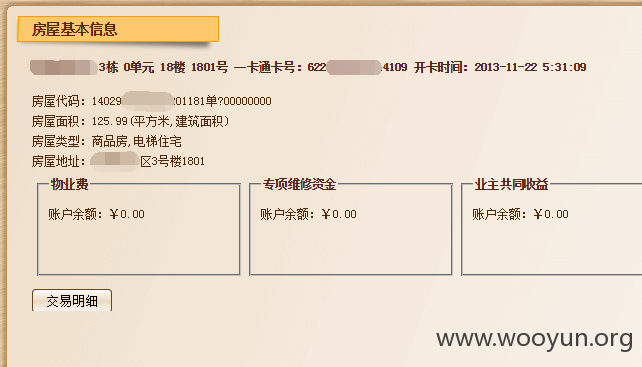 房屋基本信息
3栋 0单元 18楼 1801号 一卡通卡号：622 4109 开卡时间：2013-11-22 5:31:09
房屋代码：14029 01181单?00000000
房屋面积：125.99(平方米,建筑面积)
房屋类型：商品房,电梯住宅
房屋地址： 区3号楼1801
物业费 专项维修资金 业主共同收益
账户余额：￥0.00 账户余额：￥0.00 账户余额：￥0.00
交易明细
www.wooyun.org